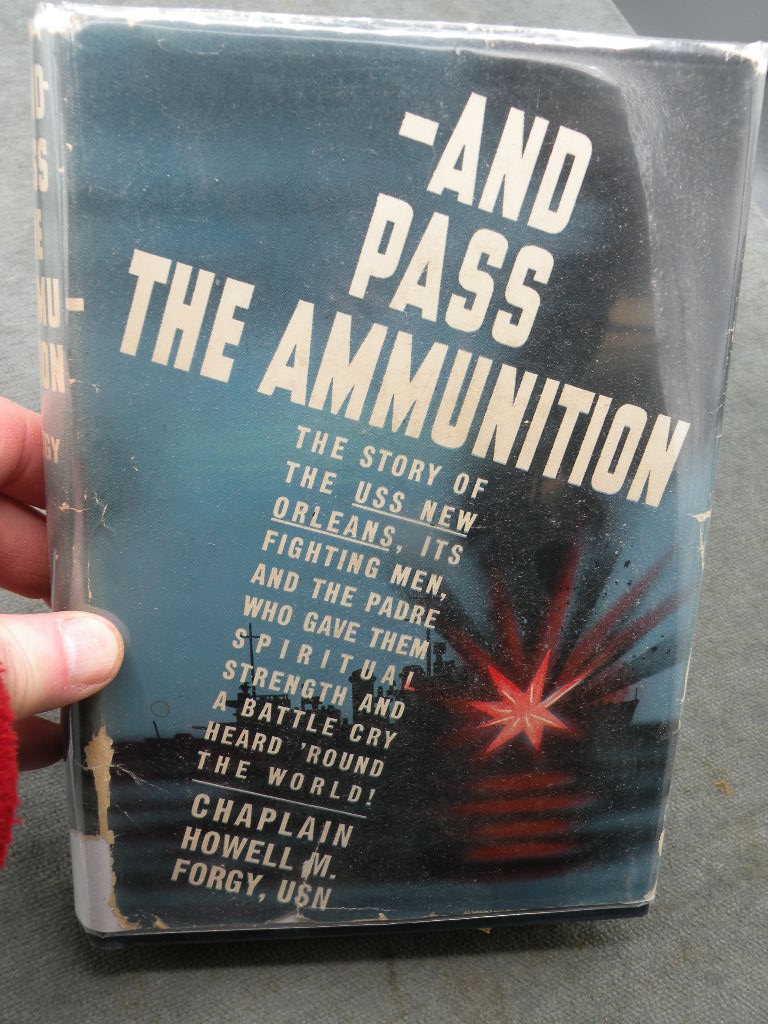 -AND
PASS
THE AMMUNITION
THE STORY OF
THE USS NEW
ORLEANS, ITS
FIGHTING MEN,
AND THE PADRE
WHO GAVE THEM
SPIRITUAL
STRENGTH AND
A BATTLE CRY
HEARD 'ROUND
THE WORLD!
CHAPLAIN
HOWELL M.
FORGY, USN